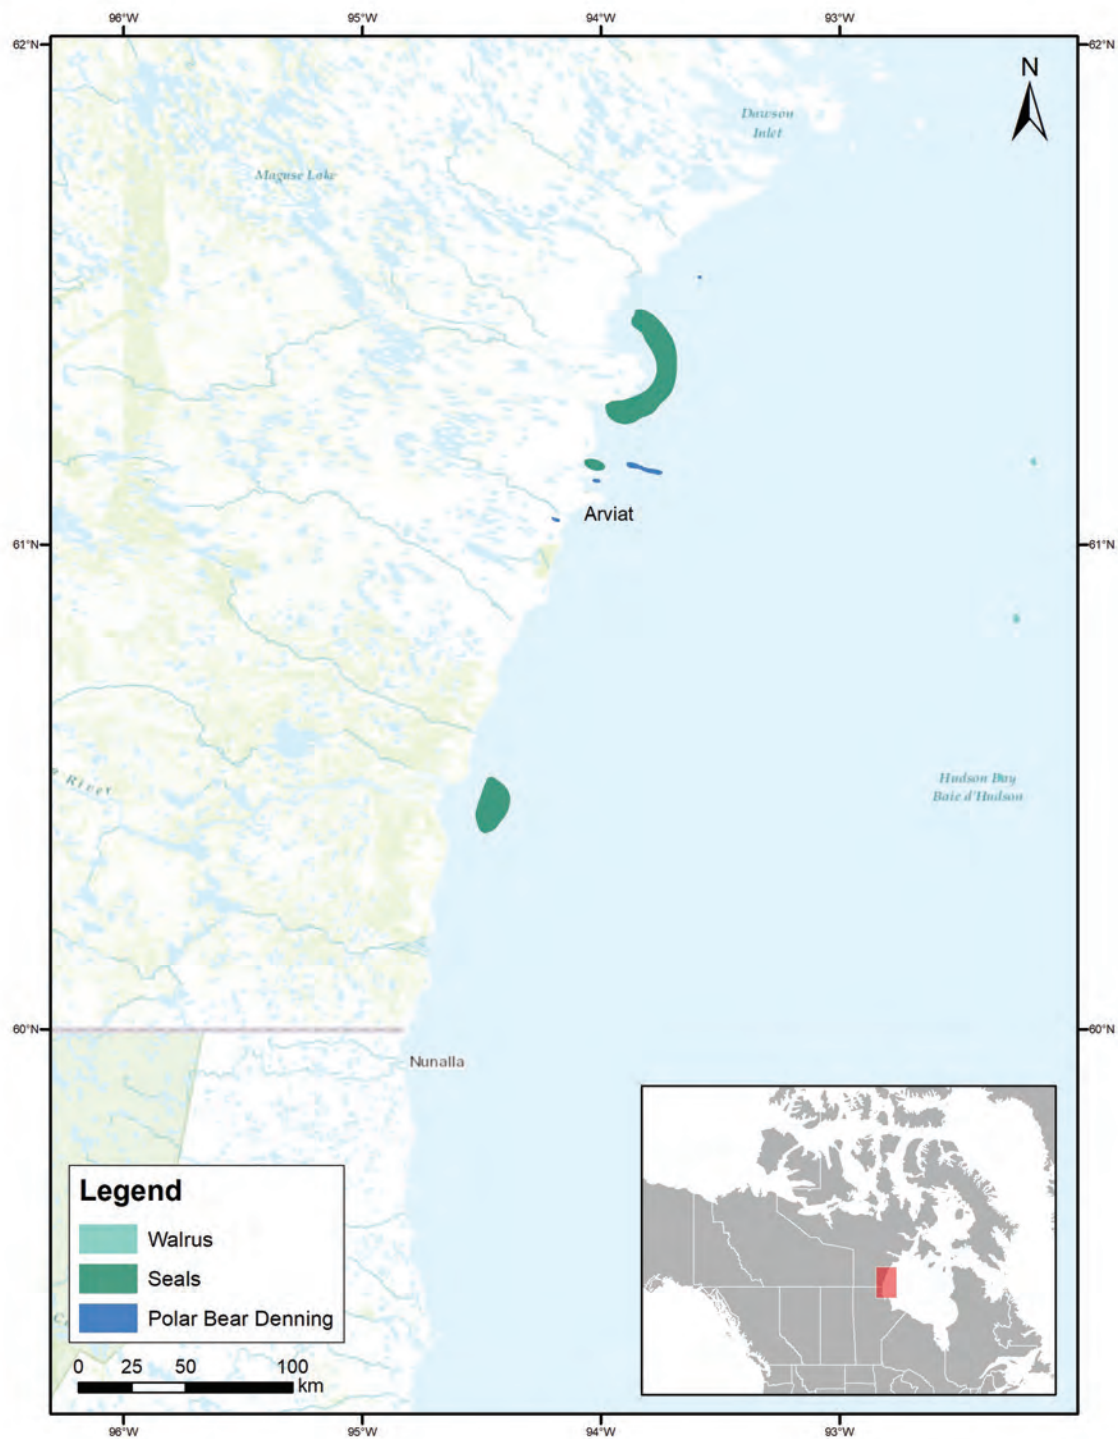 96°W 95°W 94°W 93°W
62°N 62°N
N
Dawson
Inlet
Maguse Lake
Arviat
61°N 61°N
River
Hudson Bay
Baie d'Hudson
60°N 60°N
Nunalla
Legend
Walrus
Seals
Polar Bear Denning
0 25 50 100
km
96°W 95°W 94°W 93°W